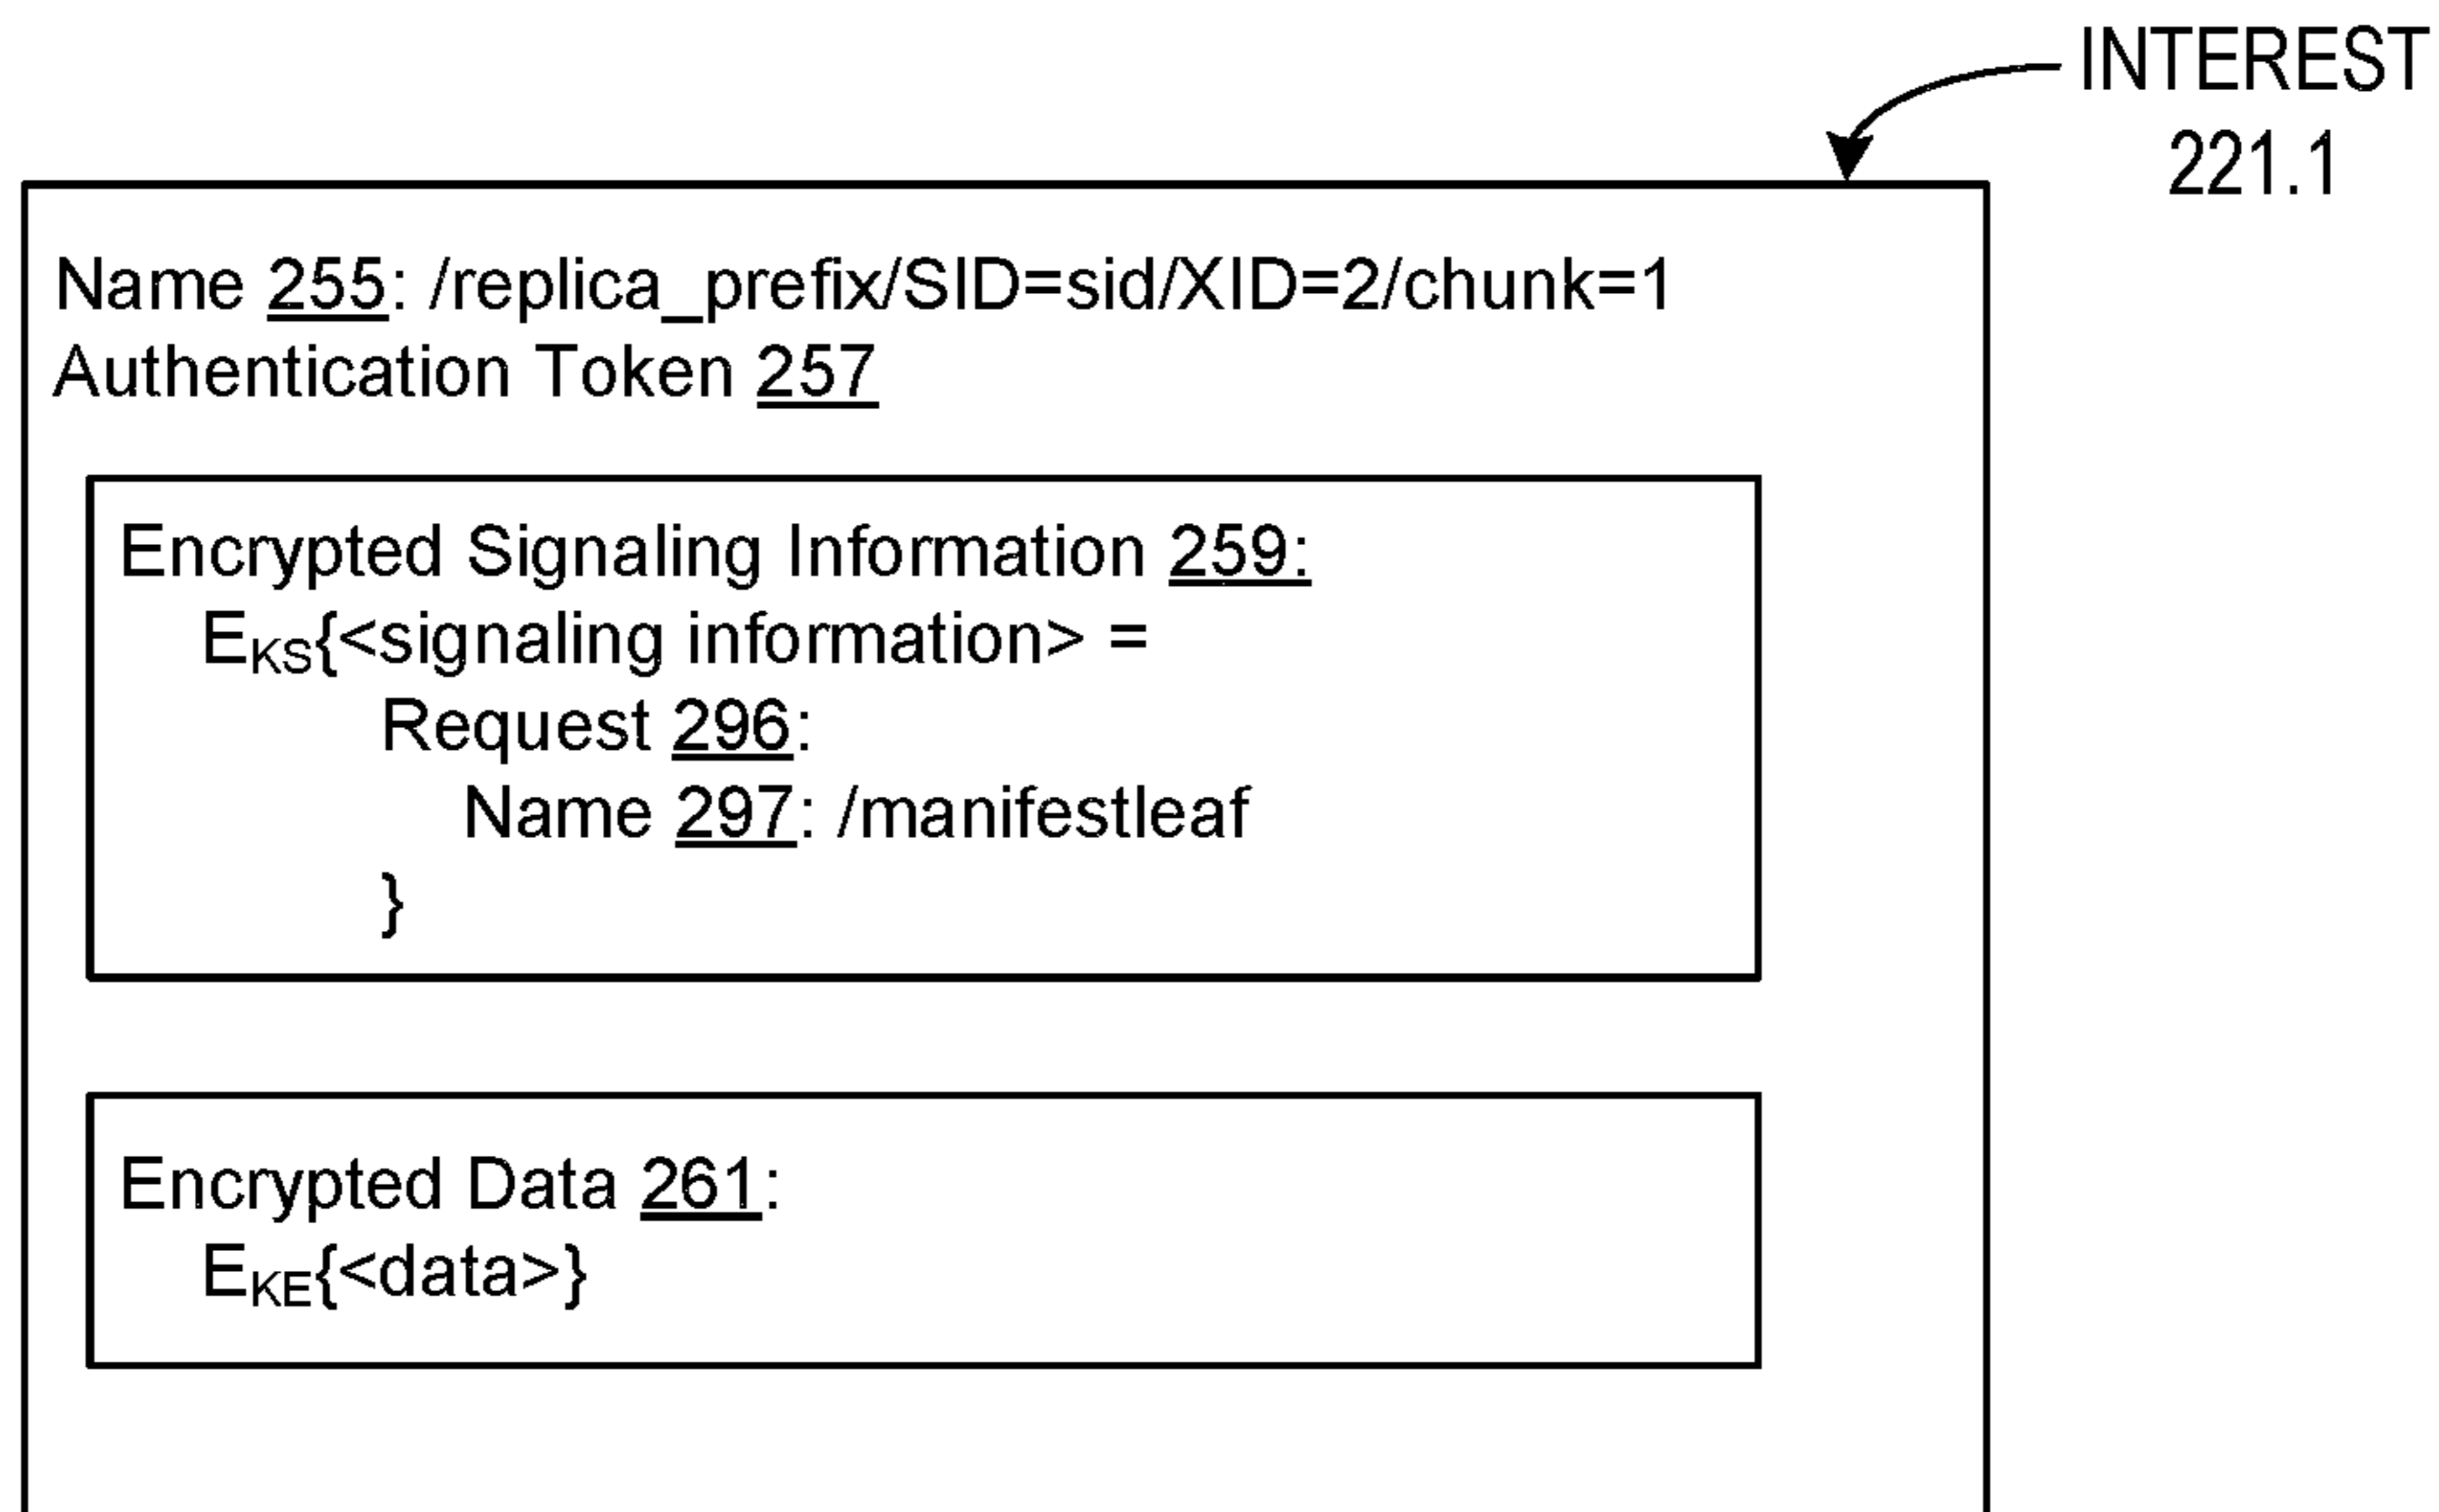 INTEREST
221.1
Name 255: /replica_prefix/SID=sid/XID=2/chunk=1
Authentication Token 257
Encrypted Signaling Information 259:
EKS{<signaling information> =
Request 296:
Name 297: /manifestleaf
}
Encrypted Data 261:
EKE{<data>}